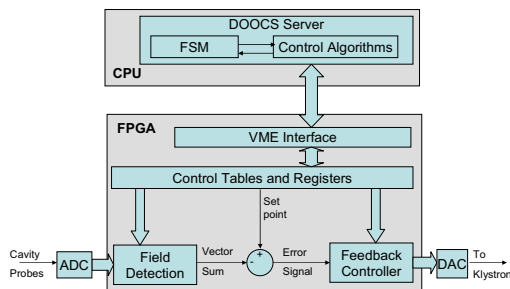 DOOCS Server
FSM
Control Algorithms
CPU
FPGA
VME Interface
Control Tables and Registers
Set
point
Cavity
Probes
ADC
Field
Detection
Vector
Sum
+
-
Error
Signal
Feedback
Controller
DAC
To
Klystron